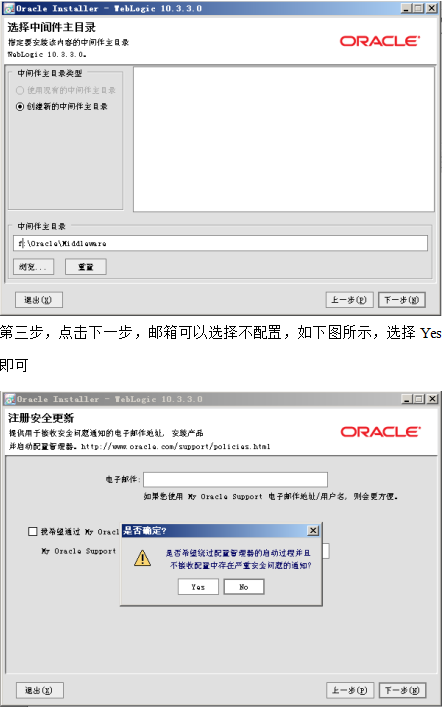 Oracle Installer - WebLogic 10.3.3.0
选择中间件主目录
指定要安装该内容的中间件主目录
WebLogic 10.3.3.0。
ORACLE
中间件主目录类型
使用现有的中间件主目录
创建新的中间件主目录
中间件主目录
f:\Oracle\Middleware
浏览... 重置
退出(X) 上一步(P) 下一步(N)
第三步，点击下一步，邮箱可以选择不配置，如下图所示，选择 Yes
即可
Oracle Installer - WebLogic 10.3.3.0
注册安全更新
提供用于接收安全问题通知的电子邮件地址, 安装产品
并启动配置管理器。http://www.oracle.com/support/policies.html
ORACLE
电子邮件:
如果您使用 My Oracle Support 电子邮件地址/用户名, 则会更方便。
我希望通过 My Oracl
My Oracle Support
是否确定?
是否希望绕过配置管理器的启动过程并且
不接收配置中存在严重安全问题的通知?
Yes No
退出(X) 上一步(P) 下一步(N)